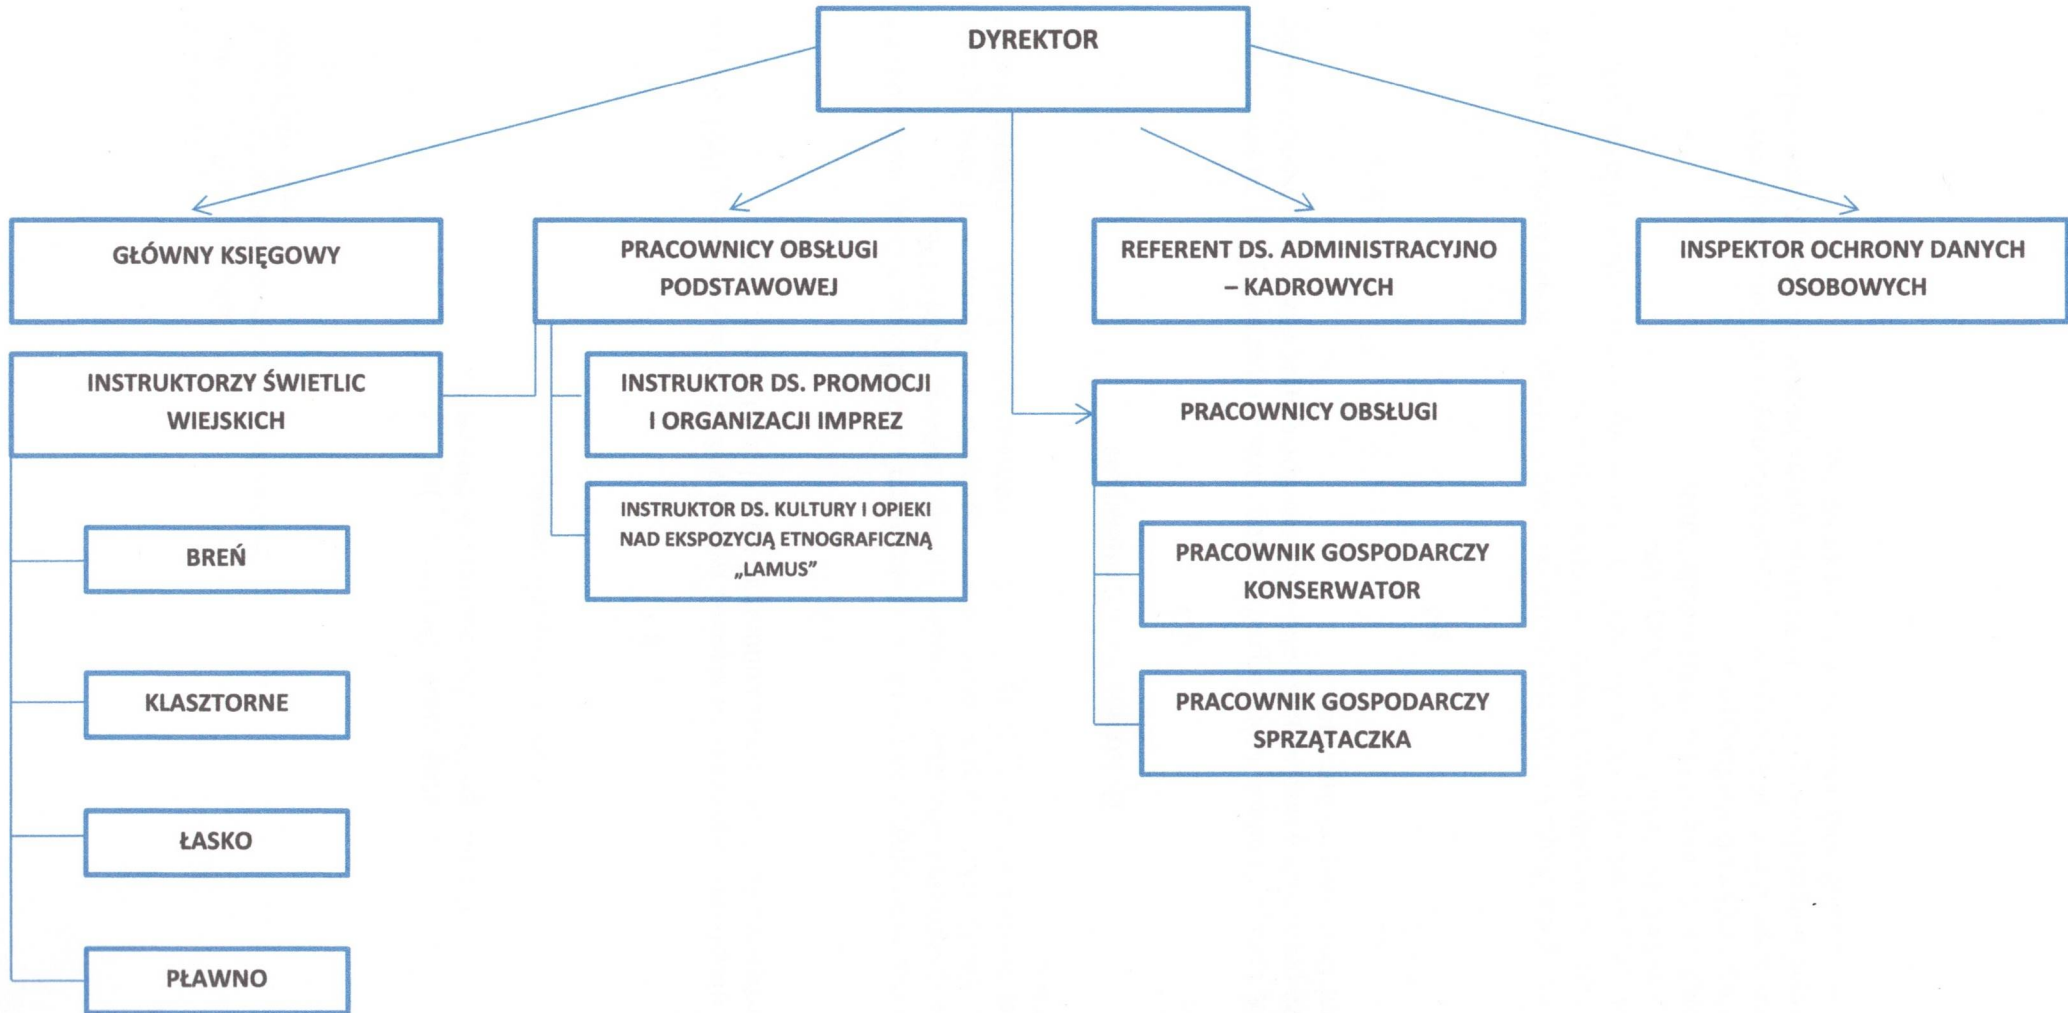 DYREKTOR
GŁÓWNY KSIĘGOWY
PRACOWNICY OBSŁUGI
PODSTAWOWEJ
REFERENT DS. ADMINISTRACYJNO
– KADROWYCH
INSPEKTOR OCHRONY DANYCH
OSOBOWYCH
INSTRUKTORZY ŚWIETLIC
WIEJSKICH
INSTRUKTOR DS. PROMOCJI
I ORGANIZACJI IMPREZ
PRACOWNICY OBSŁUGI
INSTRUKTOR DS. KULTURY I OPIEKI
NAD EKSPOZYCJĄ ETNOGRAFICZNĄ
„LAMUS”
BREŃ
KLASZTORNE
ŁASKO
PŁAWNO
PRACOWNIK GOSPODARCZY
KONSERWATOR
PRACOWNIK GOSPODARCZY
SPRZĄTACZKA